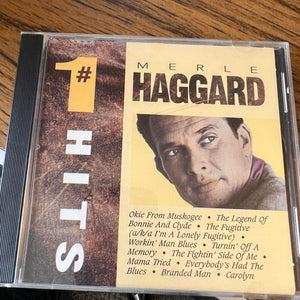 #1 HITS
MERLE
HAGGARD
Okie From Muskogee • The Legend Of
Bonnie And Clyde • The Fugitive
(a/k/a I'm A Lonely Fugitive) •
Workin' Man Blues • Turnin' Off A
Memory • The Fightin' Side Of Me •
Mama Tried • Everybody's Had The
Blues • Branded Man • Carolyn